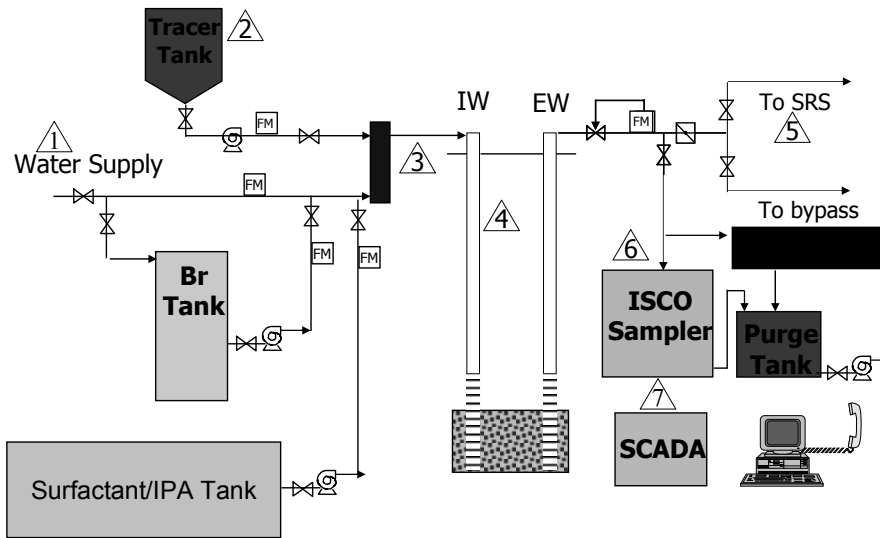 Tracer
Tank
2
FM
IW
EW
FM
To SRS
5
1
Water Supply
3
FM
To bypass
4
FM
FM
6
Br
Tank
ISCO
Sampler
Purge
Tank
7
SCADA
Surfactant/IPA Tank